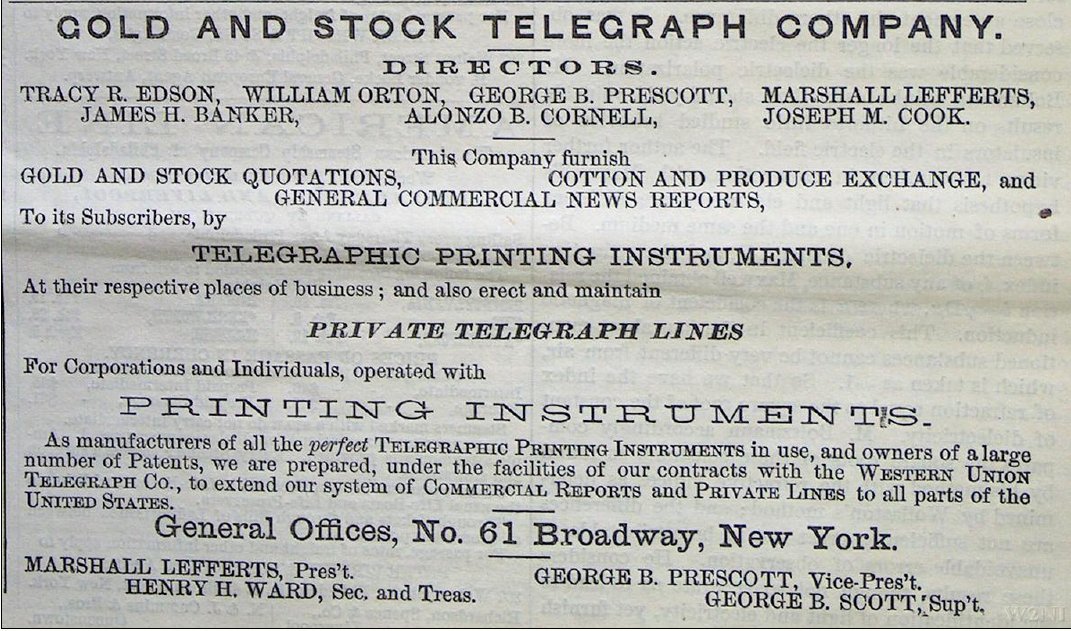 GOLD AND STOCK TELEGRAPH COMPANY.
DIRECTORS.
TRACY R. EDSON, WILLIAM ORTON, GEORGE B. PRESCOTT, MARSHALL LEFFERTS,
JAMES H. BANKER, ALONZO B. CORNELL, JOSEPH M. COOK.
This Company furnish
GOLD AND STOCK QUOTATIONS, COTTON AND PRODUCE EXCHANGE, and
GENERAL COMMERCIAL NEWS REPORTS,
To its Subscribers, by
TELEGRAPHIC PRINTING INSTRUMENTS,
At their respective places of business; and also erect and maintain
PRIVATE TELEGRAPH LINES
For Corporations and Individuals, operated with
PRINTING INSTRUMENTS.
As manufacturers of all the perfect TELEGRAPHIC PRINTING INSTRUMENTS in use, and owners of a large
number of Patents, we are prepared, under the facilities of our contracts with the WESTERN UNION
TELEGRAPH CO., to extend our system of COMMERCIAL REPORTS and PRIVATE LINES to all parts of the
UNITED STATES.
General Offices, No. 61 Broadway, New York.
MARSHALL LEFFERTS, Pres't. GEORGE B. PRESCOTT, Vice-Pres't.
HENRY H. WARD, Sec. and Treas. GEORGE B. SCOTT, Sup't.